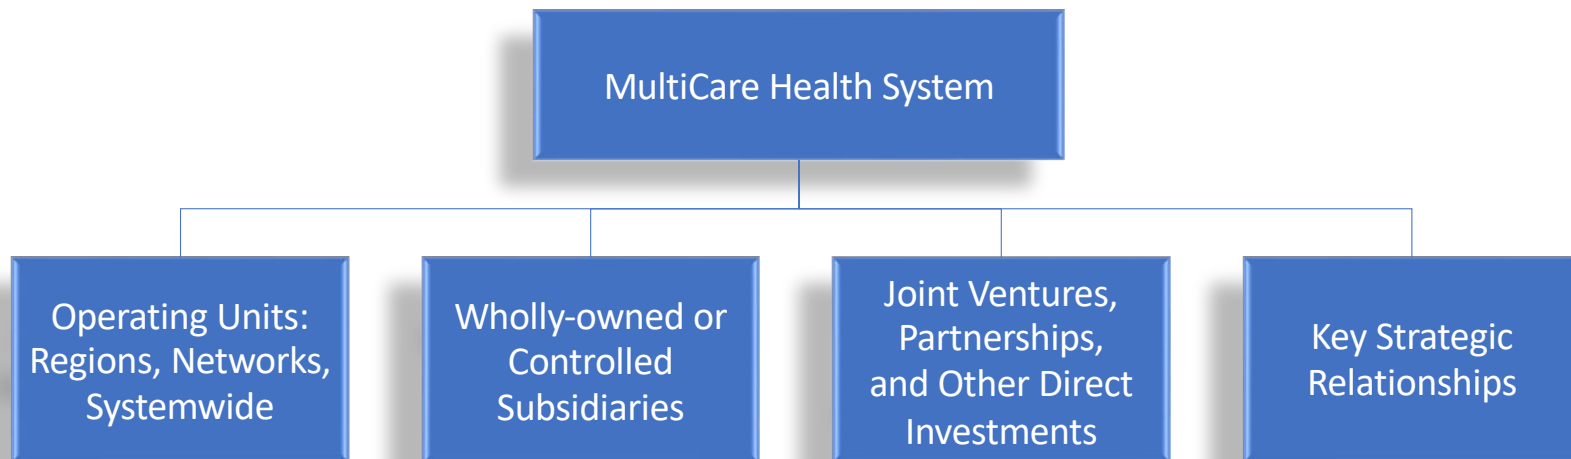 MultiCare Health System
Operating Units:
Regions, Networks,
Systemwide
Wholly-owned or
Controlled
Subsidiaries
Joint Ventures,
Partnerships,
and Other Direct
Investments
Key Strategic
Relationships